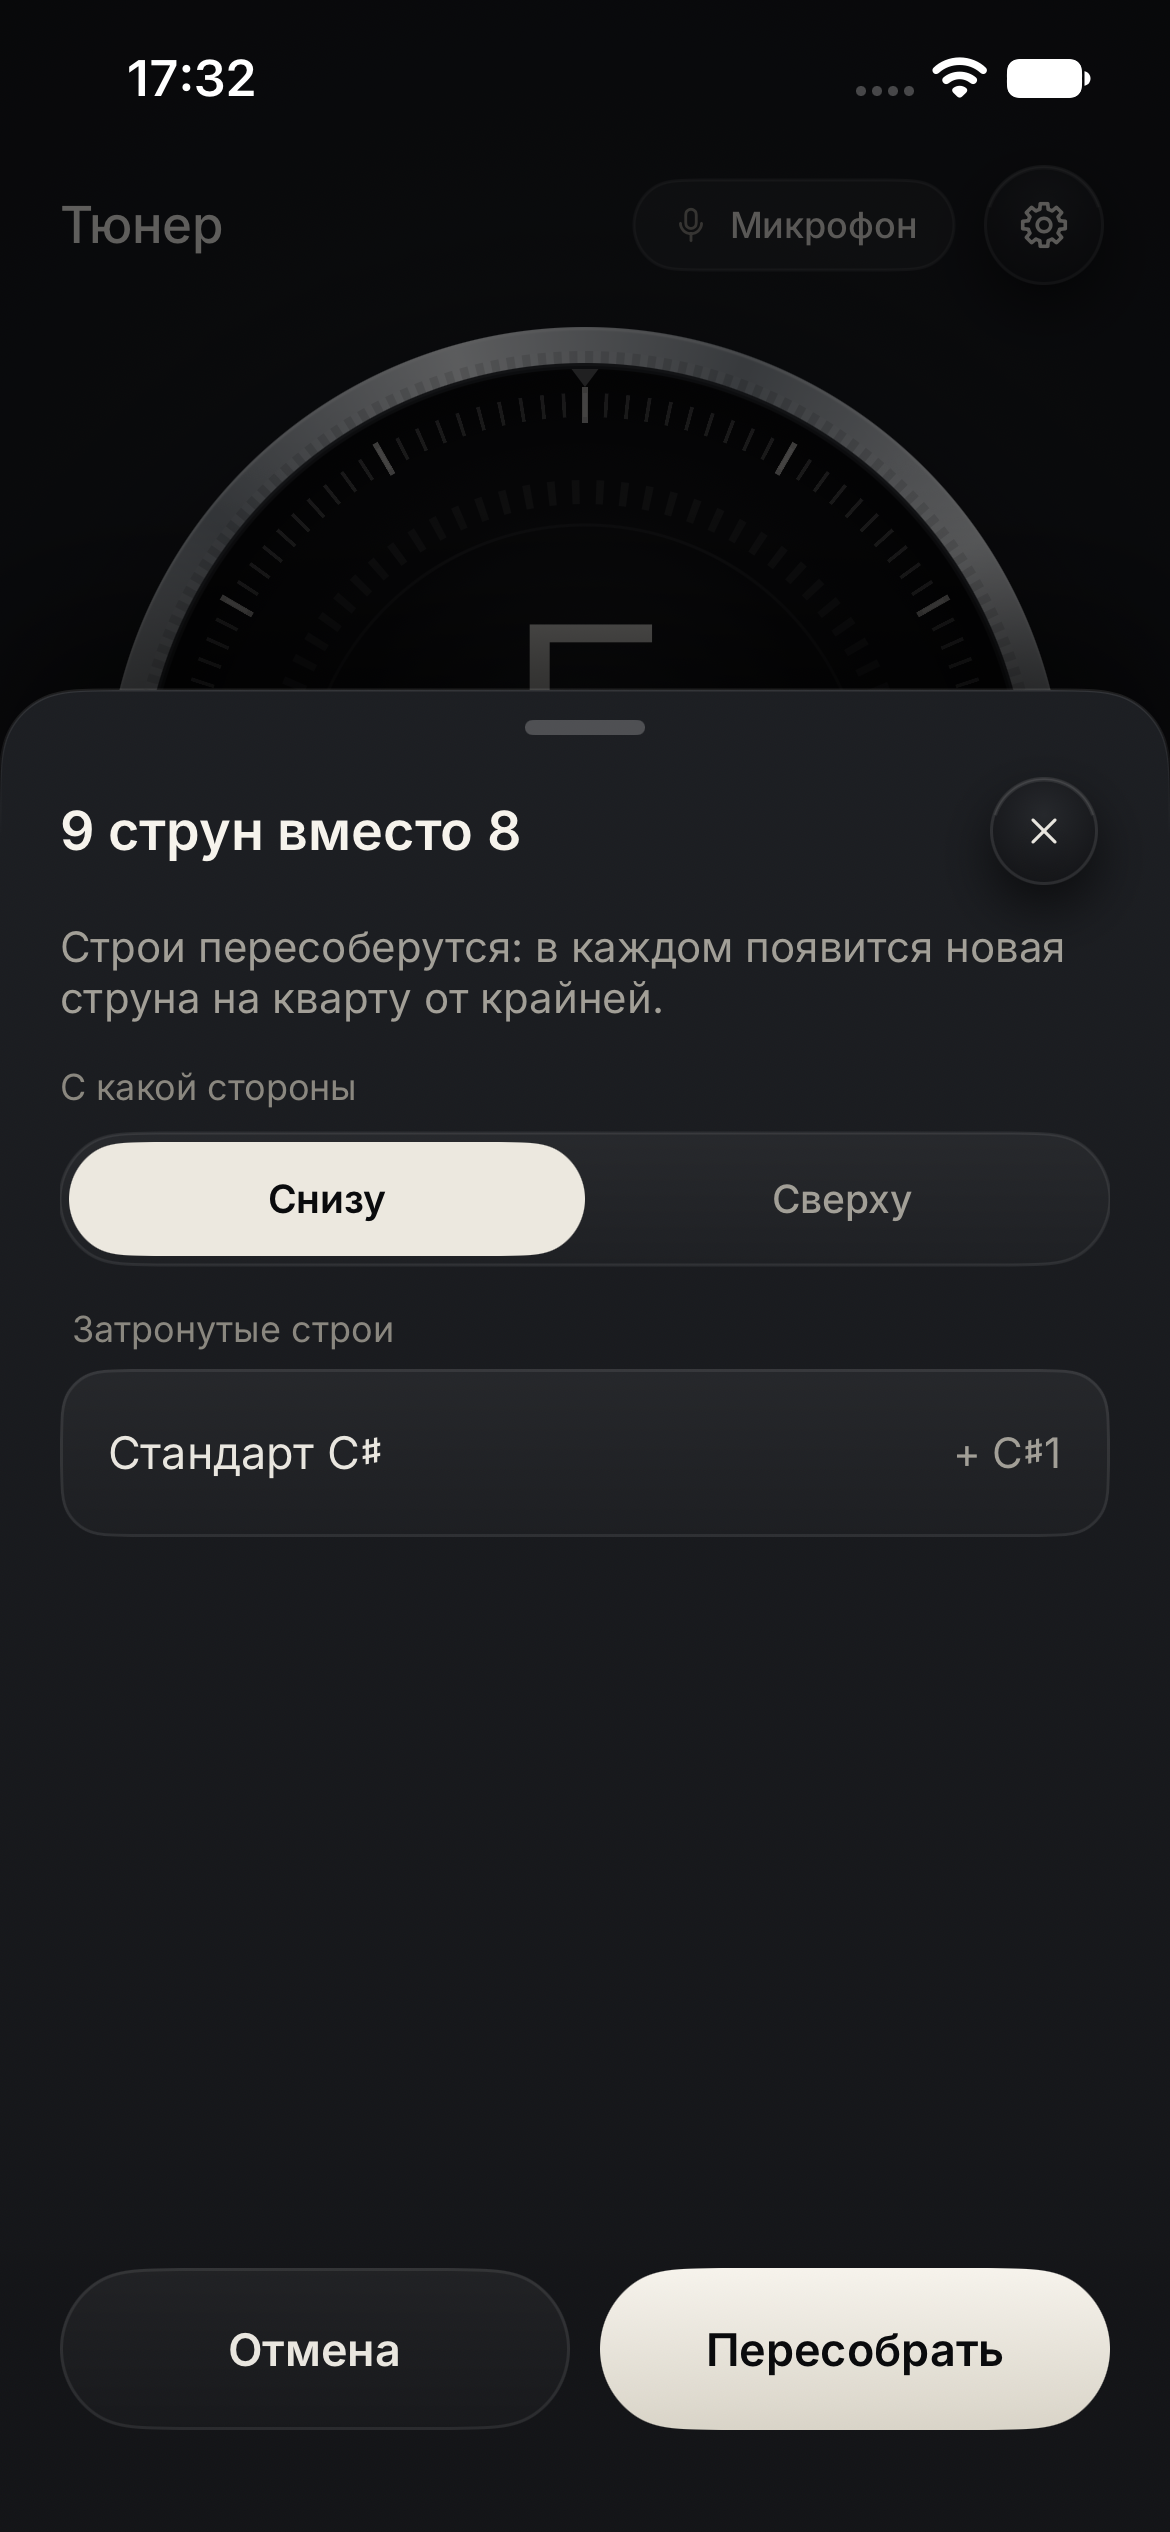 17:32
Тюнер
Микрофон
9 струн вместо 8
Строи пересоберутся: в каждом появится новая
струна на кварту от крайней.
С какой стороны
Снизу
Сверху
Затронутые строи
Стандарт C♯
+ C♯1
Отмена
Пересобрать